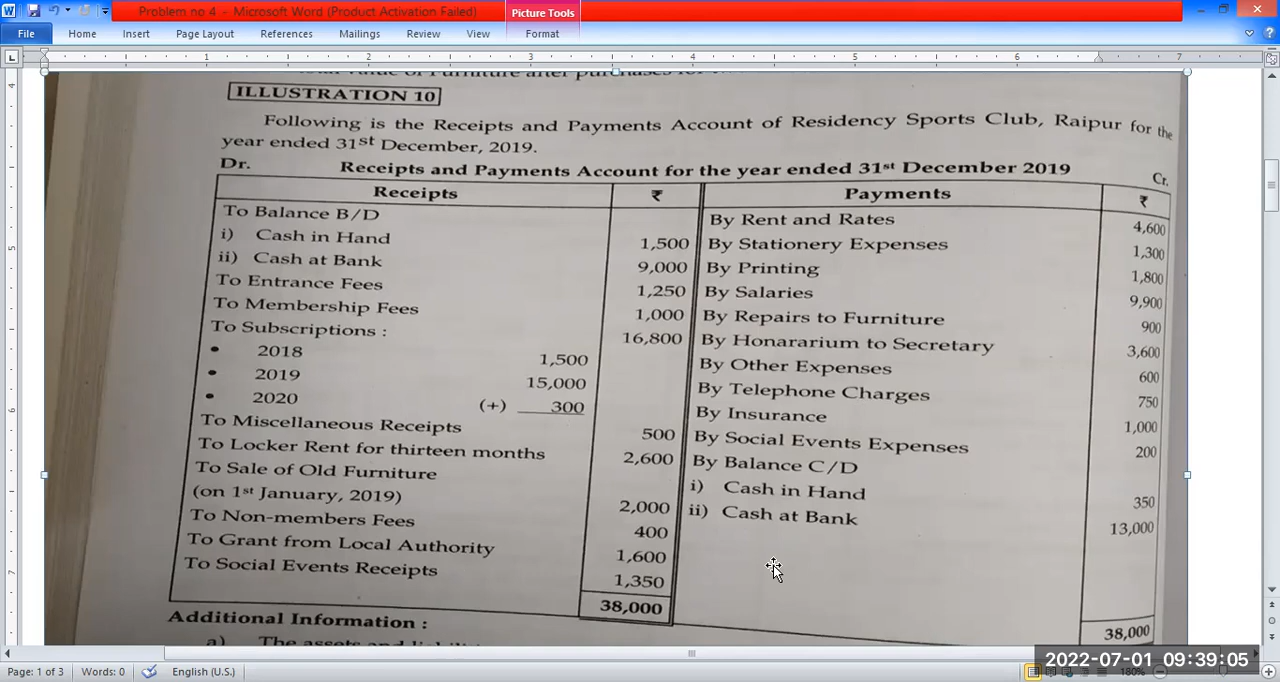 Problem no 4 - Microsoft Word (Product Activation Failed)
Picture Tools
File Home Insert Page Layout References Mailings Review View Format
1 2 3 4 5 6 7
ILLUSTRATION 10
Following is the Receipts and Payments Account of Residency Sports Club, Raipur for the
year ended 31st December, 2019.
Dr. Receipts and Payments Account for the year ended 31st December 2019 Cr.
Receipts ₹ Payments ₹
To Balance B/D By Rent and Rates 4,600
i) Cash in Hand 1,500 By Stationery Expenses 1,300
ii) Cash at Bank 9,000 By Printing 1,800
To Entrance Fees 1,250 By Salaries 9,900
To Membership Fees 1,000 By Repairs to Furniture 900
To Subscriptions : 16,800 By Honararium to Secretary 3,600
• 2018 1,500 By Other Expenses 600
• 2019 15,000 By Telephone Charges 750
• 2020 (+) 300 By Insurance 1,000
To Miscellaneous Receipts 500 By Social Events Expenses 200
To Locker Rent for thirteen months 2,600 By Balance C/D
To Sale of Old Furniture i) Cash in Hand 350
(on 1st January, 2019) 2,000 ii) Cash at Bank 13,000
To Non-members Fees 400
To Grant from Local Authority 1,600
To Social Events Receipts 1,350
38,000 38,000
Additional Information :
a) The assets and
Page: 1 of 3 Words: 0 English (U.S.) 180%
2022-07-01 09:39:05